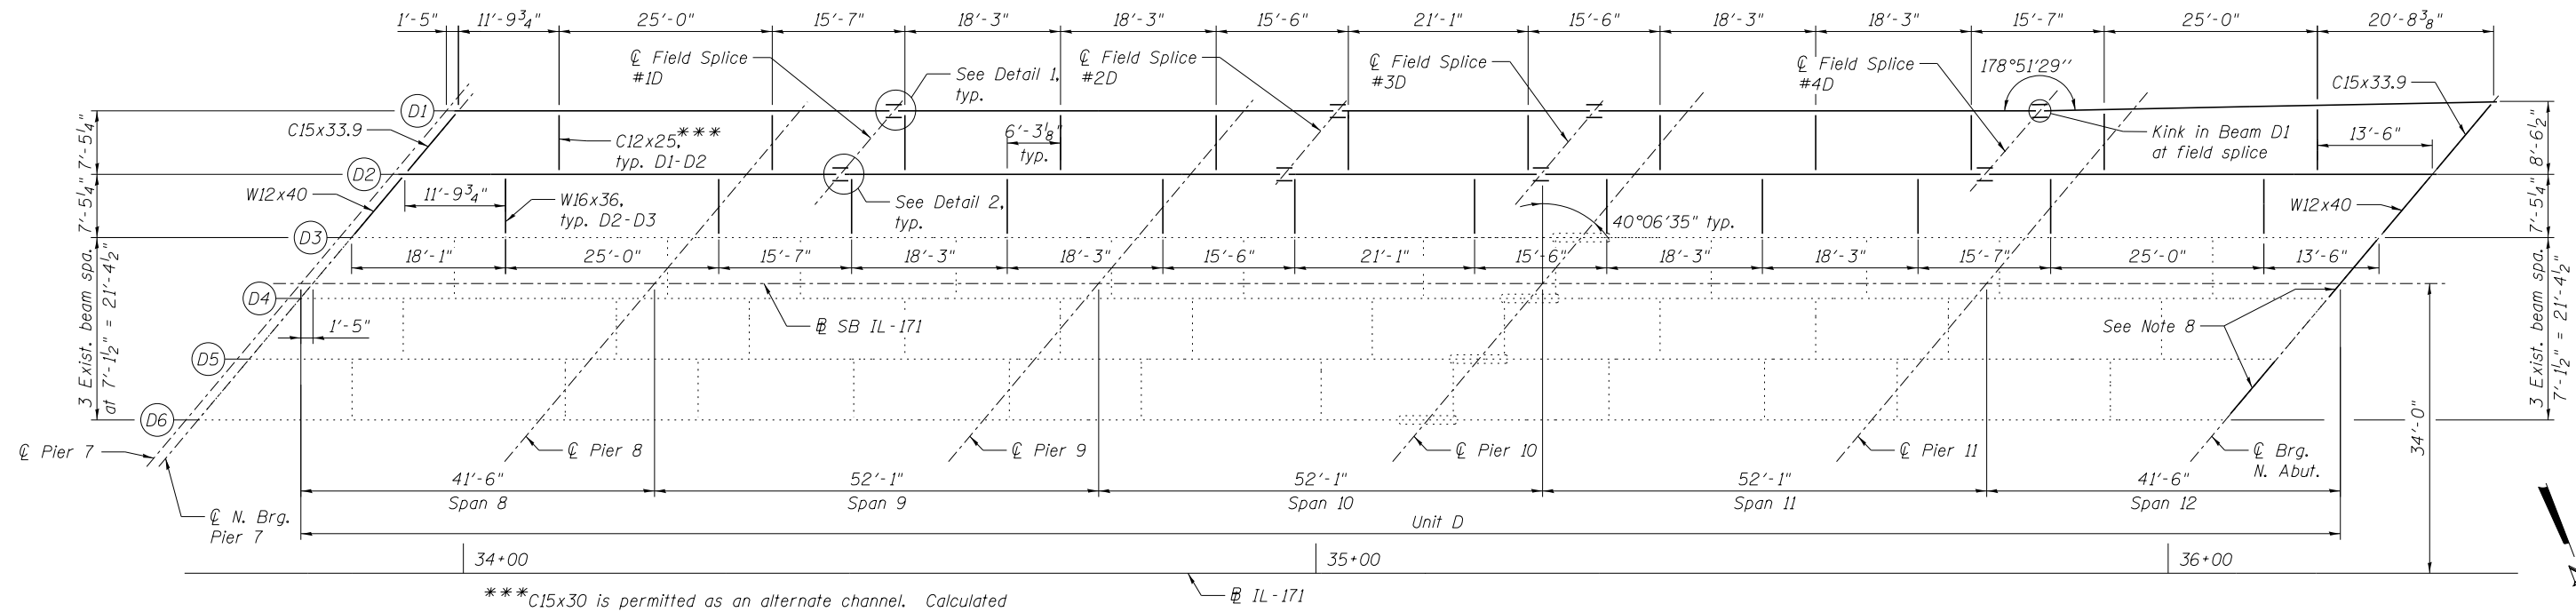 1'-5" 11'-9¾" 25'-0" 15'-7" 18'-3" 18'-3" 15'-6" 21'-1" 15'-6" 18'-3" 18'-3" 15'-7" 25'-0" 20'-8⅜"
℄ Field Splice
#1D
See Detail 1,
typ.
℄ Field Splice
#2D
℄ Field Splice
#3D
℄ Field Splice
#4D
178°51'29''
C15x33.9
D1
C15x33.9
C12x25,***
typ. D1-D2
6'-3⅛"
typ.
Kink in Beam D1
at field splice
13'-6"
7'-5¼"
8'-6½"
D2
W12x40
11'-9¾"
W16x36,
typ. D2-D3
See Detail 2,
typ.
40°06'35" typ.
W12x40
7'-5¼"
7'-5¼"
D3
18'-1" 25'-0" 15'-7" 18'-3" 18'-3" 15'-6" 21'-1" 15'-6" 18'-3" 18'-3" 15'-7" 25'-0" 13'-6"
D4
1'-5"
SB IL-171
See Note 8
3 Exist. beam spa.
at 7'-1½" = 21'-4½"
3 Exist. beam spa.
7'-1½" = 21'-4½"
D5
D6
34'-0"
℄ Pier 7
℄ Pier 8
℄ Pier 9
℄ Pier 10
℄ Pier 11
℄ Brg.
N. Abut.
41'-6" 52'-1" 52'-1" 52'-1" 41'-6"
Span 8 Span 9 Span 10 Span 11 Span 12
℄ N. Brg.
Pier 7
Unit D
34+00 35+00 36+00
***C15x30 is permitted as an alternate channel. Calculated
IL-171